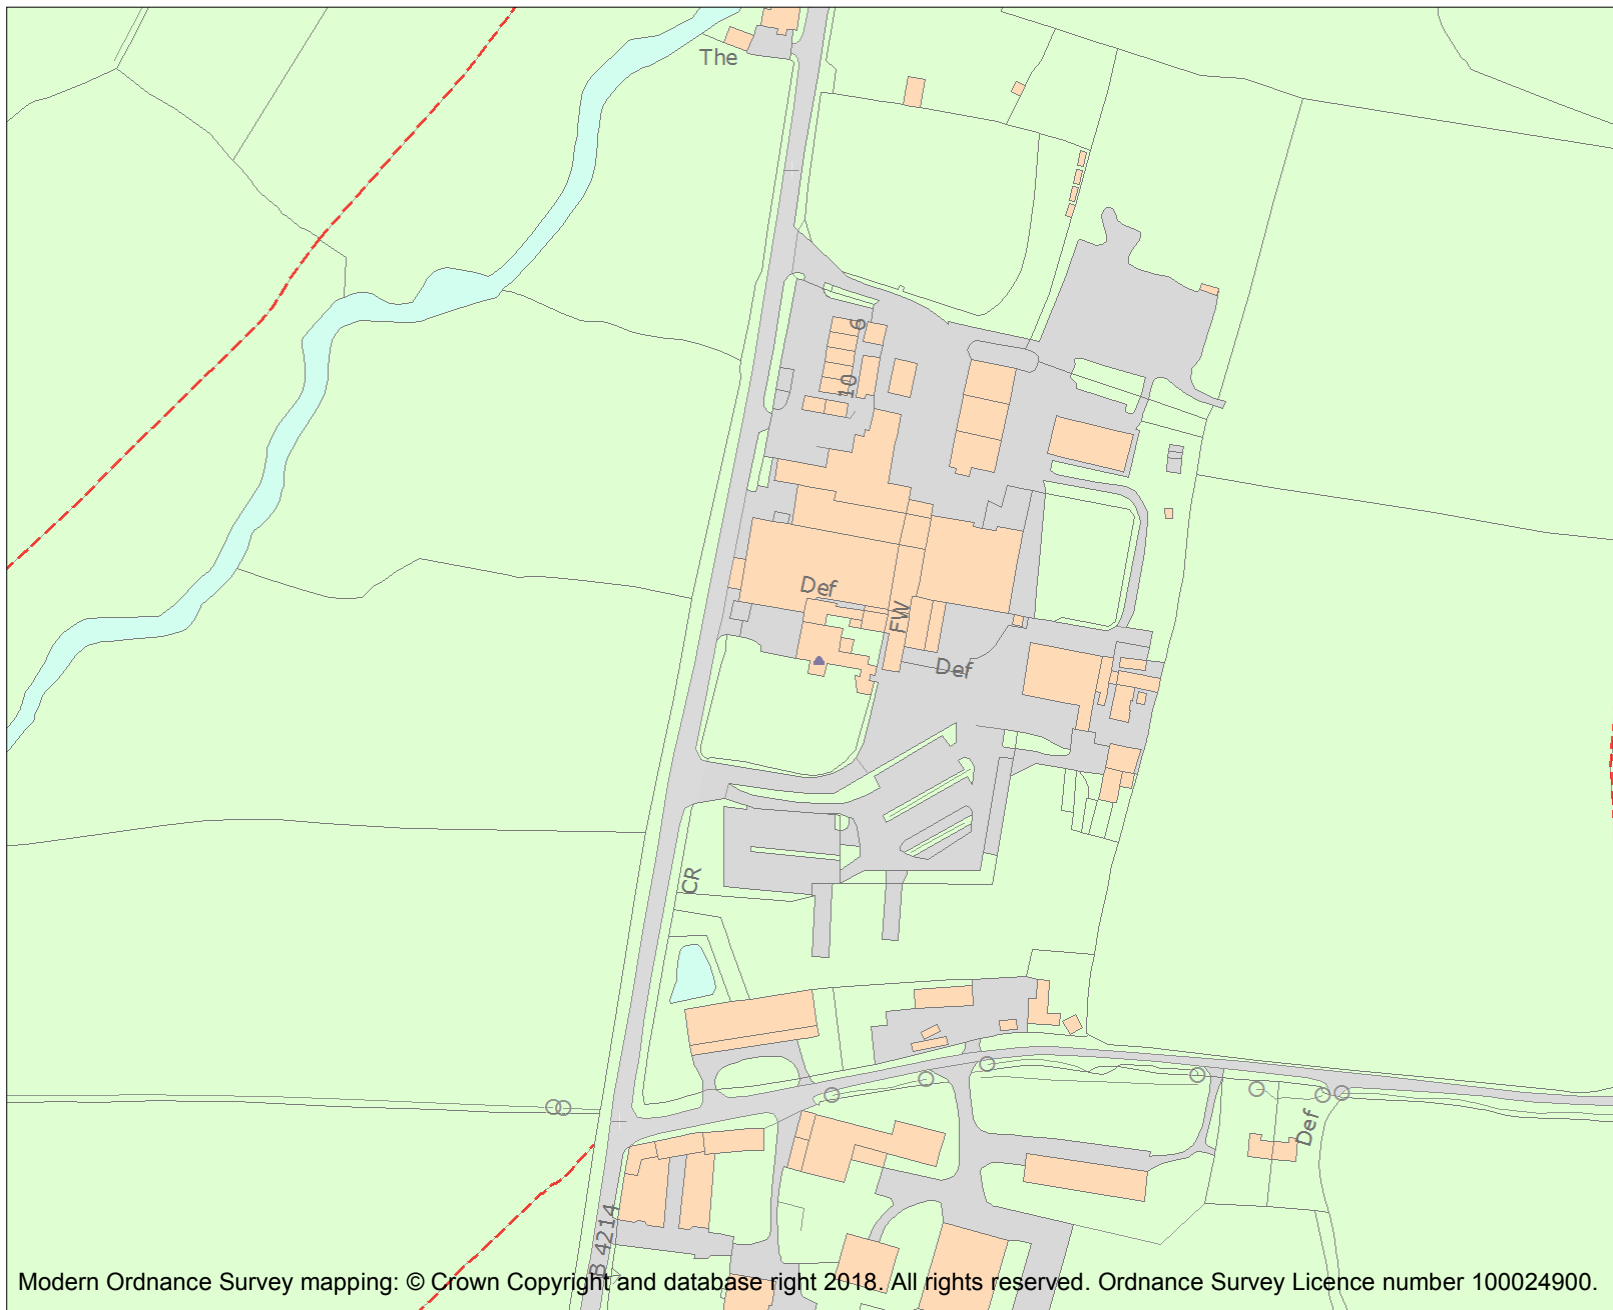 The
6
10
Def
FW
Def
CR
Def
B 4214
Modern Ordnance Survey mapping: © Crown Copyright and database right 2018. All rights reserved. Ordnance Survey Licence number 100024900.